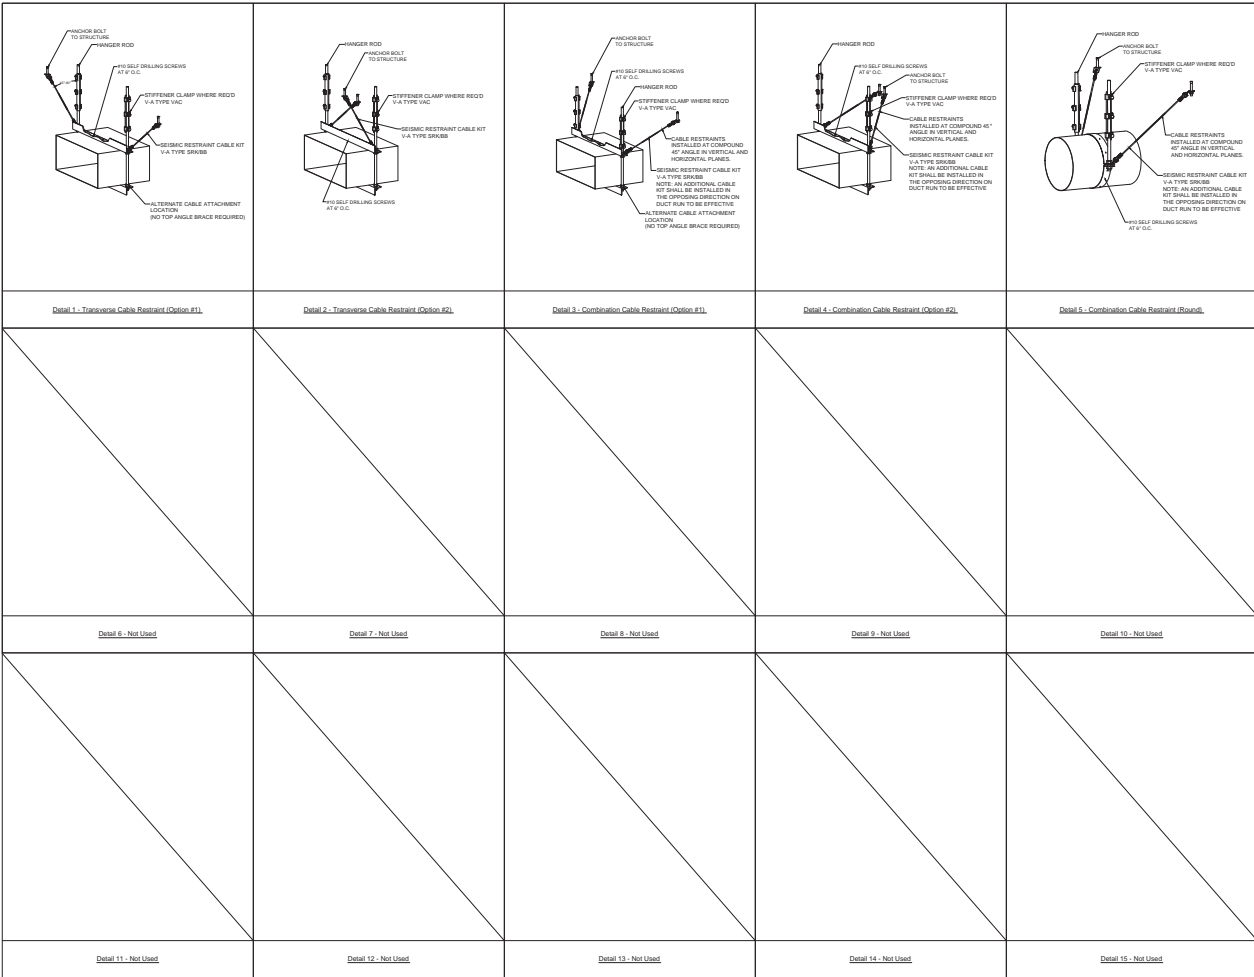 ANCHOR BOLT
TO STRUCTURE
HANGER ROD
#10 SELF DRILLING SCREWS
AT 6" O.C.
STIFFENER CLAMP WHERE REQ'D
V-A TYPE VAC
SEISMIC RESTRAINT CABLE KIT
V-A TYPE SRK/BB
ALTERNATE CABLE ATTACHMENT
LOCATION
(NO TOP ANGLE BRACE REQUIRED)
Detail 1 - Transverse Cable Restraint (Option #1)
HANGER ROD
ANCHOR BOLT
TO STRUCTURE
STIFFENER CLAMP WHERE REQ'D
V-A TYPE VAC
SEISMIC RESTRAINT CABLE KIT
V-A TYPE SRK/BB
#10 SELF DRILLING SCREWS
AT 6" O.C.
Detail 2 - Transverse Cable Restraint (Option #2)
ANCHOR BOLT
TO STRUCTURE
#10 SELF DRILLING SCREWS
AT 6" O.C.
HANGER ROD
STIFFENER CLAMP WHERE REQ'D
V-A TYPE VAC
CABLE RESTRAINTS
INSTALLED AT COMPOUND
45° ANGLE IN VERTICAL AND
HORIZONTAL PLANES.
SEISMIC RESTRAINT CABLE KIT
V-A TYPE SRK/BB
NOTE: AN ADDITIONAL CABLE
KIT SHALL BE INSTALLED IN
THE OPPOSING DIRECTION ON
DUCT RUN TO BE EFFECTIVE
ALTERNATE CABLE ATTACHMENT
LOCATION
(NO TOP ANGLE BRACE REQUIRED)
Detail 3 - Combination Cable Restraint (Option #1)
HANGER ROD
#10 SELF DRILLING SCREWS
AT 6" O.C.
ANCHOR BOLT
TO STRUCTURE
STIFFENER CLAMP WHERE REQ'D
V-A TYPE VAC
CABLE RESTRAINTS
INSTALLED AT COMPOUND 45°
ANGLE IN VERTICAL AND
HORIZONTAL PLANES.
SEISMIC RESTRAINT CABLE KIT
V-A TYPE SRK/BB
NOTE: AN ADDITIONAL CABLE
KIT SHALL BE INSTALLED IN
THE OPPOSING DIRECTION ON
DUCT RUN TO BE EFFECTIVE
Detail 4 - Combination Cable Restraint (Option #2)
HANGER ROD
ANCHOR BOLT
TO STRUCTURE
STIFFENER CLAMP WHERE REQ'D
V-A TYPE VAC
CABLE RESTRAINTS
INSTALLED AT COMPOUND
45° ANGLE IN VERTICAL
AND HORIZONTAL PLANES.
SEISMIC RESTRAINT CABLE KIT
V-A TYPE SRK/BB
NOTE: AN ADDITIONAL CABLE
KIT SHALL BE INSTALLED IN
THE OPPOSING DIRECTION ON
DUCT RUN TO BE EFFECTIVE
#10 SELF DRILLING SCREWS
AT 6" O.C.
Detail 5 - Combination Cable Restraint (Round)
Detail 6 - Not Used
Detail 7 - Not Used
Detail 8 - Not Used
Detail 9 - Not Used
Detail 10 - Not Used
Detail 11 - Not Used
Detail 12 - Not Used
Detail 13 - Not Used
Detail 14 - Not Used
Detail 15 - Not Used